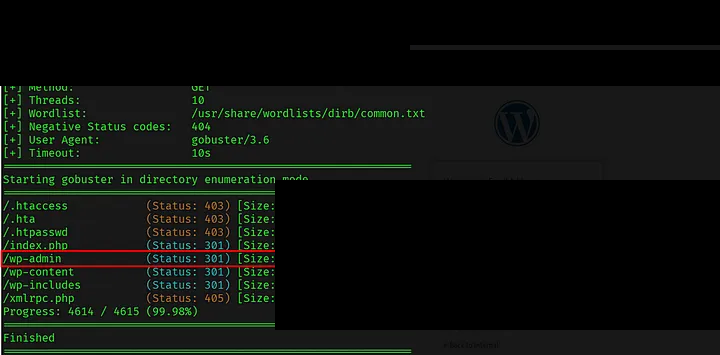 [+] Method: GET
[+] Threads: 10
[+] Wordlist: /usr/share/wordlists/dirb/common.txt
[+] Negative Status codes: 404
[+] User Agent: gobuster/3.6
[+] Timeout: 10s
Starting gobuster in directory enumeration mode
/.htaccess (Status: 403) [Size:
/.hta (Status: 403) [Size:
/.htpasswd (Status: 403) [Size:
/index.php (Status: 301) [Size:
/wp-admin (Status: 301) [Size:
/wp-content (Status: 301) [Size:
/wp-includes (Status: 301) [Size:
/xmlrpc.php (Status: 405) [Size:
Progress: 4614 / 4615 (99.98%)
Finished